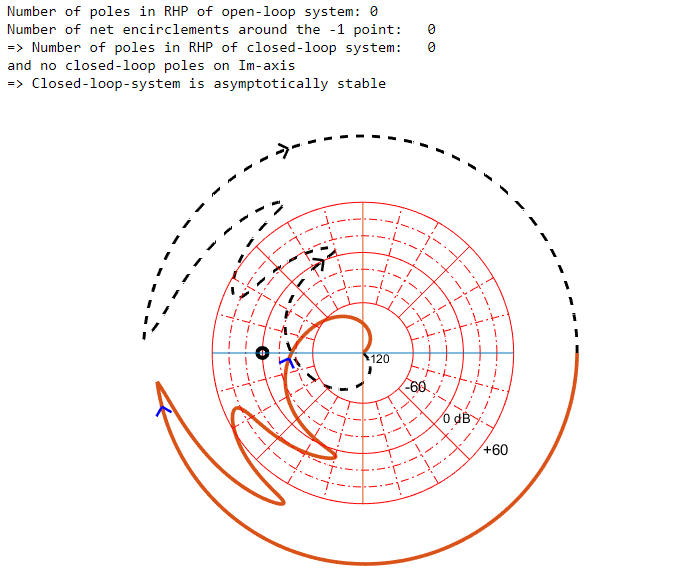 Number of poles in RHP of open-loop system: 0
Number of net encirclements around the -1 point:   0
=> Number of poles in RHP of closed-loop system:   0
and no closed-loop poles on Im-axis
=> Closed-loop-system is asymptotically stable
-120
-60
0 dB
+60